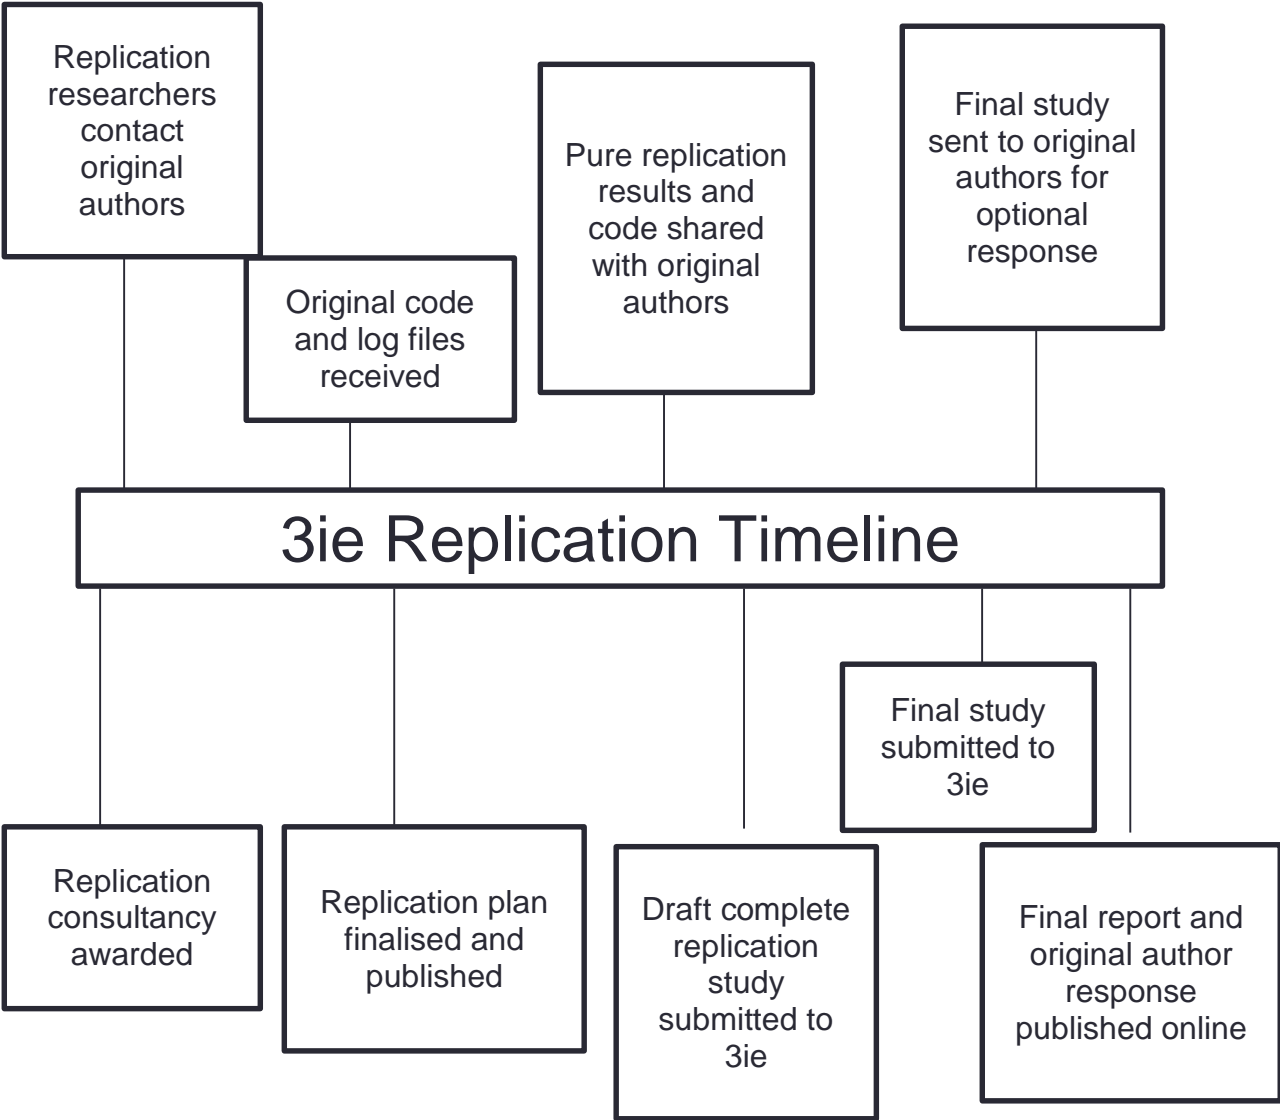 Replication
researchers
contact
original
authors
Original code
and log files
received
Pure replication
results and
code shared
with original
authors
Final study
sent to original
authors for
optional
response
3ie Replication Timeline
Replication
consultancy
awarded
Replication plan
finalised and
published
Draft complete
replication
study
submitted to
3ie
Final study
submitted to
3ie
Final report and
original author
response
published online